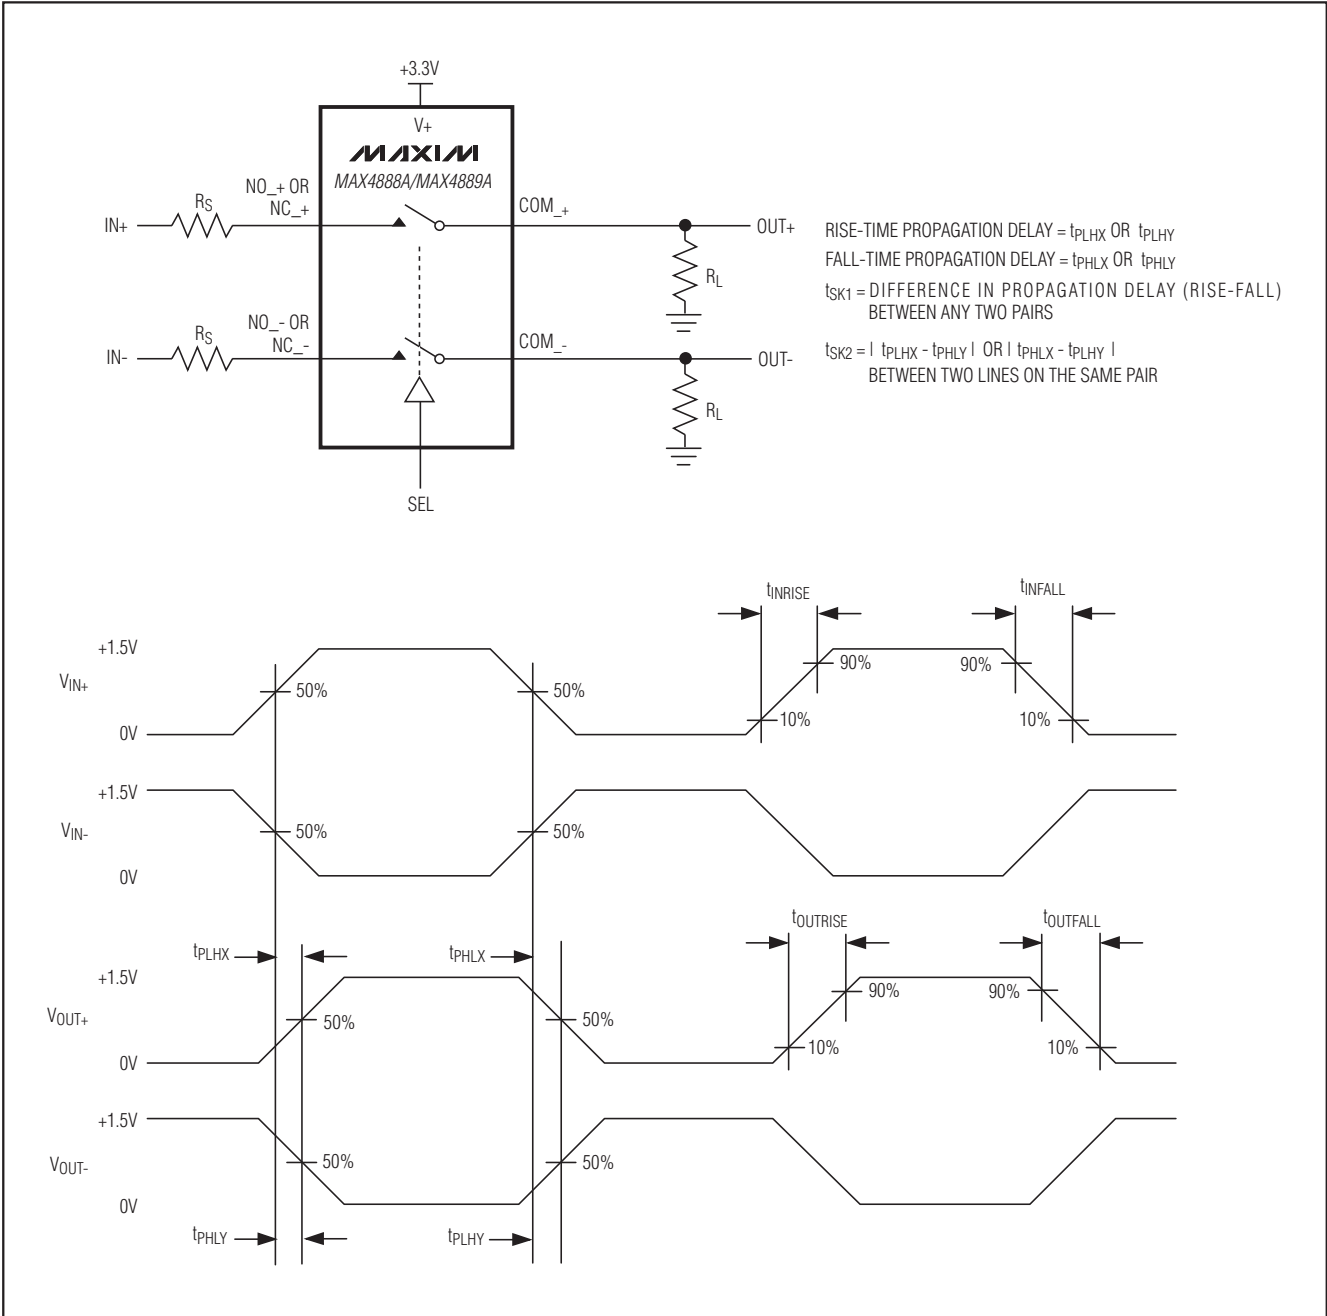 +3.3V
V+
MAXIM
MAX4888A/MAX4889A
NO_+ OR
NC_+
RS
IN+
COM_+
OUT+
RL
NO_- OR
NC_-
RS
IN-
COM_-
OUT-
RL
SEL
RISE-TIME PROPAGATION DELAY = tPLHX OR tPLHY
FALL-TIME PROPAGATION DELAY = tPHLX OR tPHLY
tSK1 = DIFFERENCE IN PROPAGATION DELAY (RISE-FALL)
BETWEEN ANY TWO PAIRS
tSK2 = | tPLHX - tPHLY | OR | tPHLX - tPLHY |
BETWEEN TWO LINES ON THE SAME PAIR
tINRISE
tINFALL
+1.5V
VIN+
0V
50%
50%
90%
90%
10%
10%
+1.5V
VIN-
0V
50%
50%
tOUTRISE
tOUTFALL
tPLHX
tPHLX
+1.5V
VOUT+
0V
50%
50%
90%
90%
10%
10%
+1.5V
VOUT-
0V
50%
50%
tPHLY
tPLHY